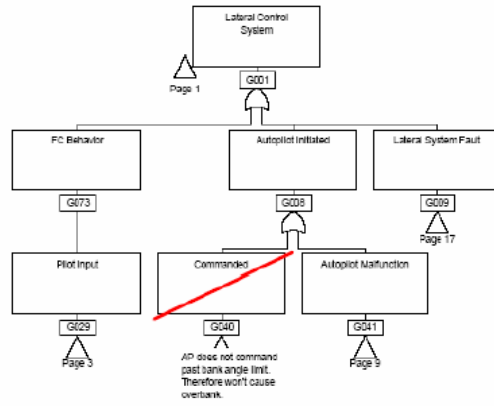 Lateral Control
System
Page 1
G001
FC Behavior
Autopilot Initiated
Lateral System Fault
G073
G008
G009
Page 17
Pilot Input
Commanded
Autopilot Malfunction
G029
G040
G041
Page 3
AP does not command
past bank angle limit.
Therefore won't cause
overbank.
Page 9